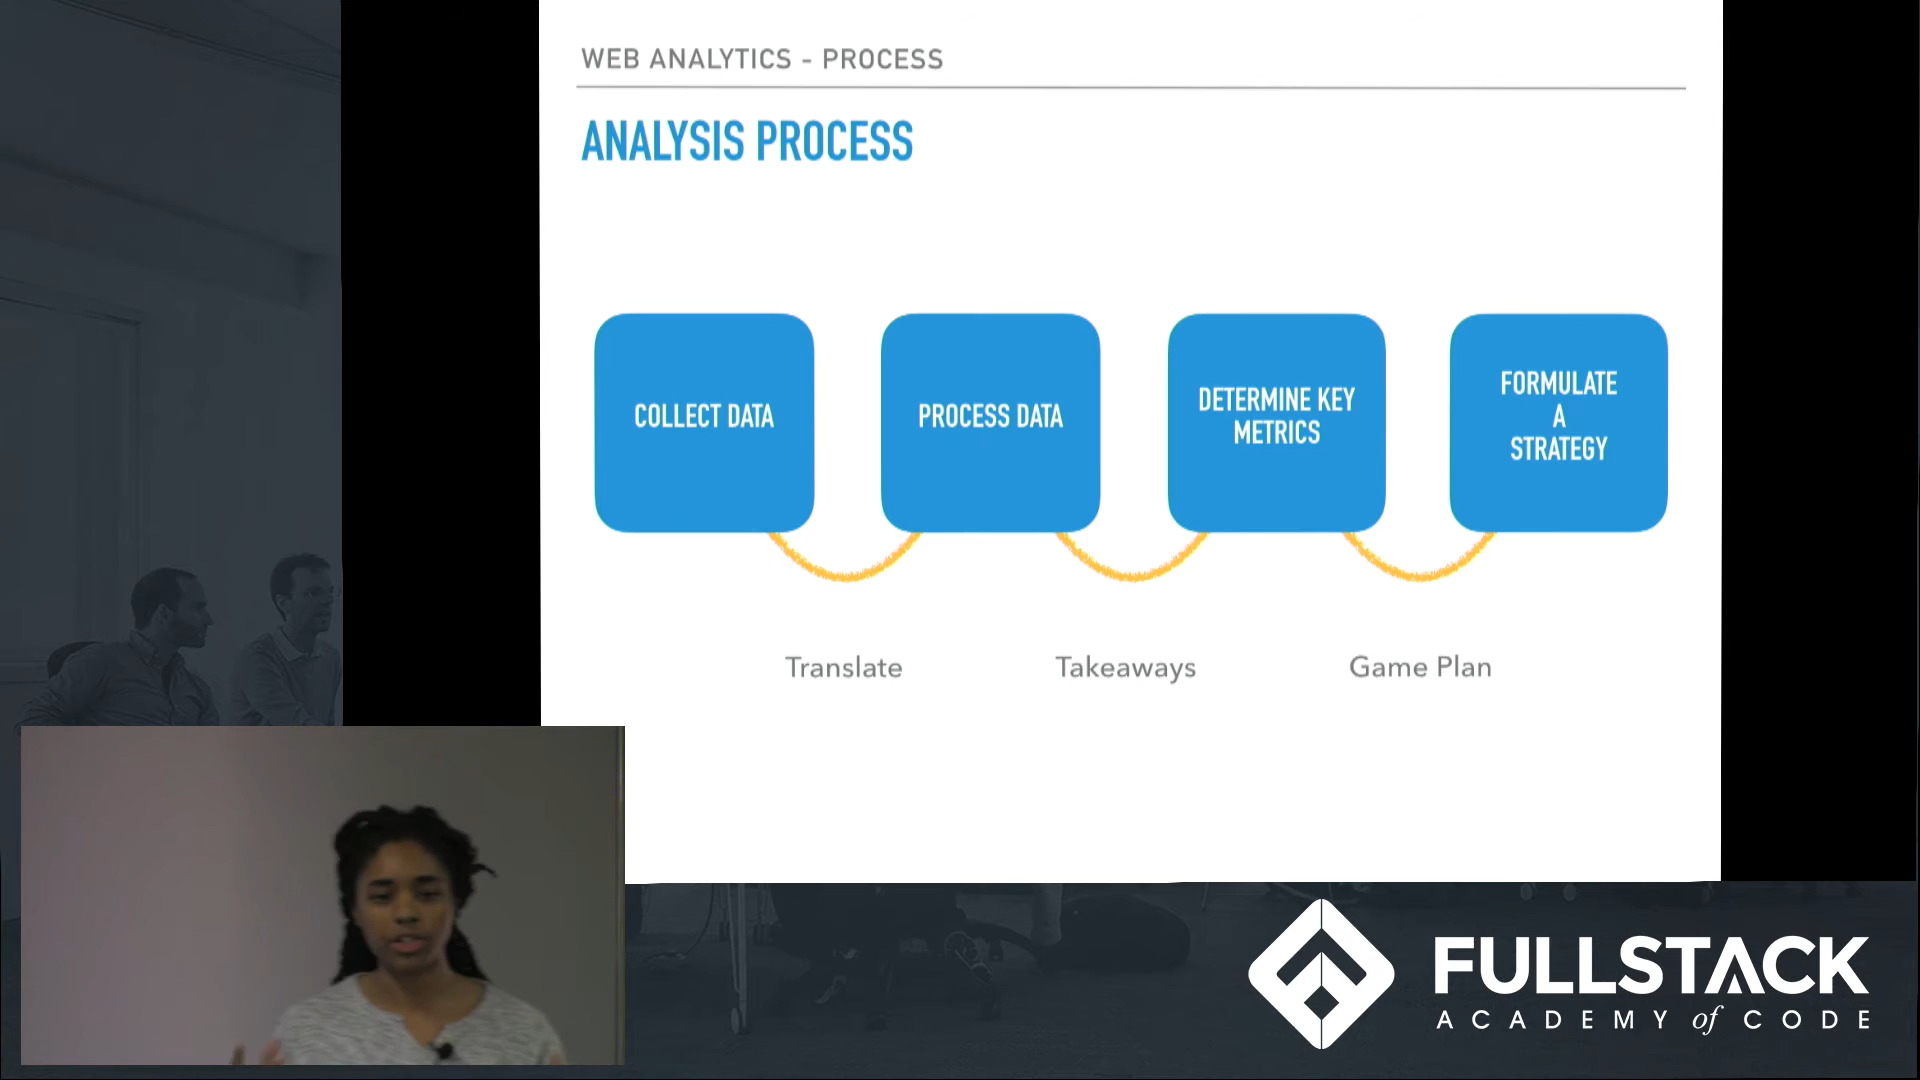 WEB ANALYTICS - PROCESS
ANALYSIS PROCESS
COLLECT DATA
PROCESS DATA
DETERMINE KEY
METRICS
FORMULATE
A
STRATEGY
Translate
Takeaways
Game Plan
FULLSTACK
ACADEMY of CODE